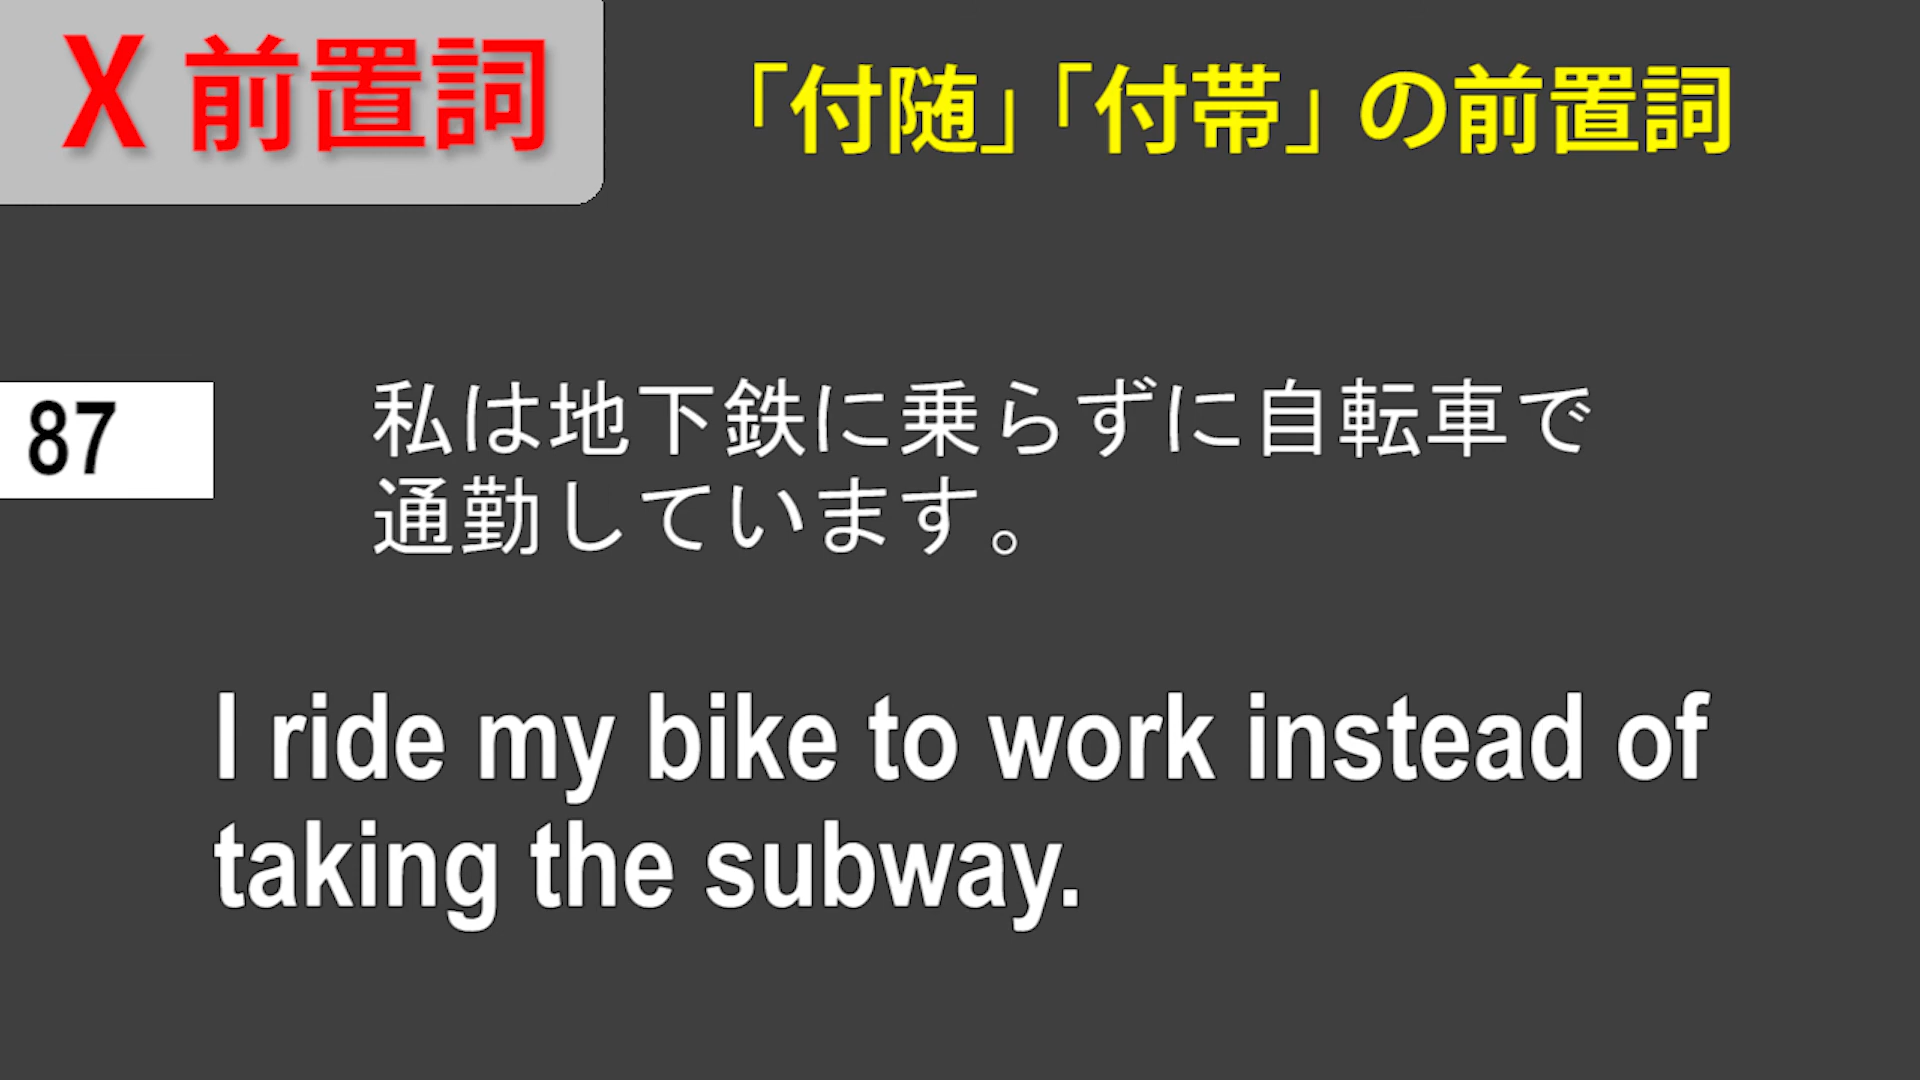 X 前置詞
「付随」「付帯」の前置詞
87
私は地下鉄に乗らずに自転車で
通勤しています。
I ride my bike to work instead of
taking the subway.